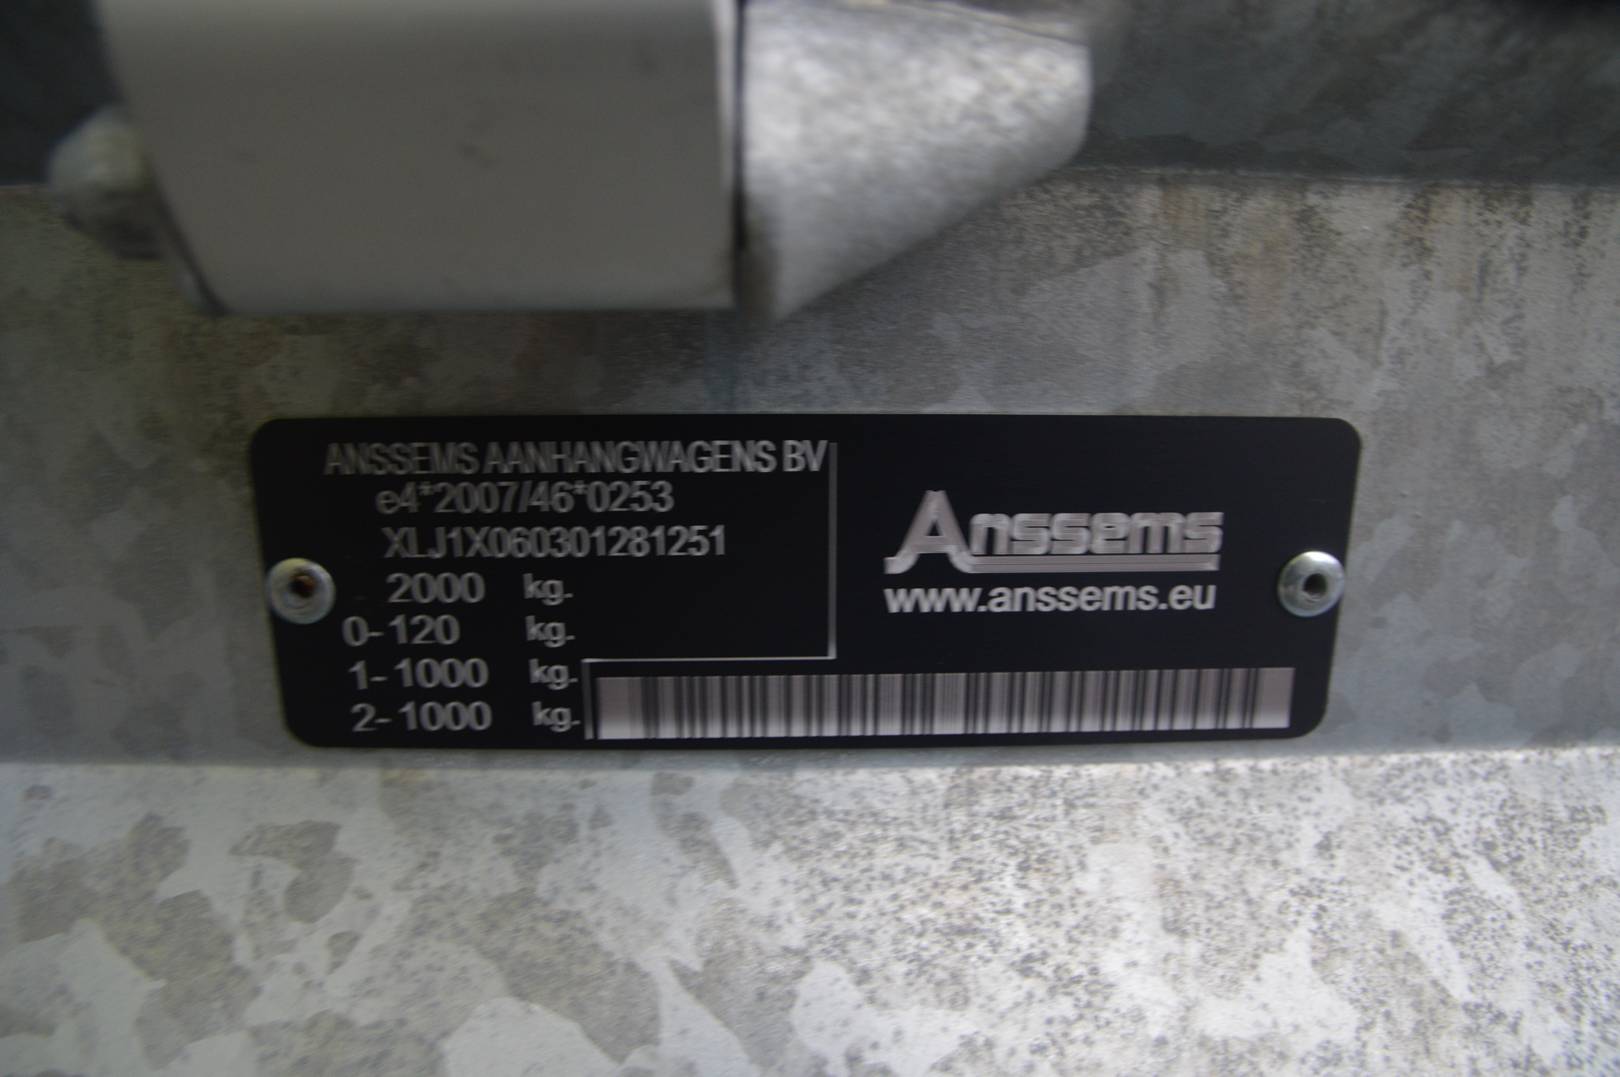 ANSSEMS AANHANGWAGENS BV
e4*2007/46*0253
XLJ1X060301281251
2000 kg.
0-120 kg.
1-1000 kg.
2-1000 kg.
Anssems
www.anssems.eu